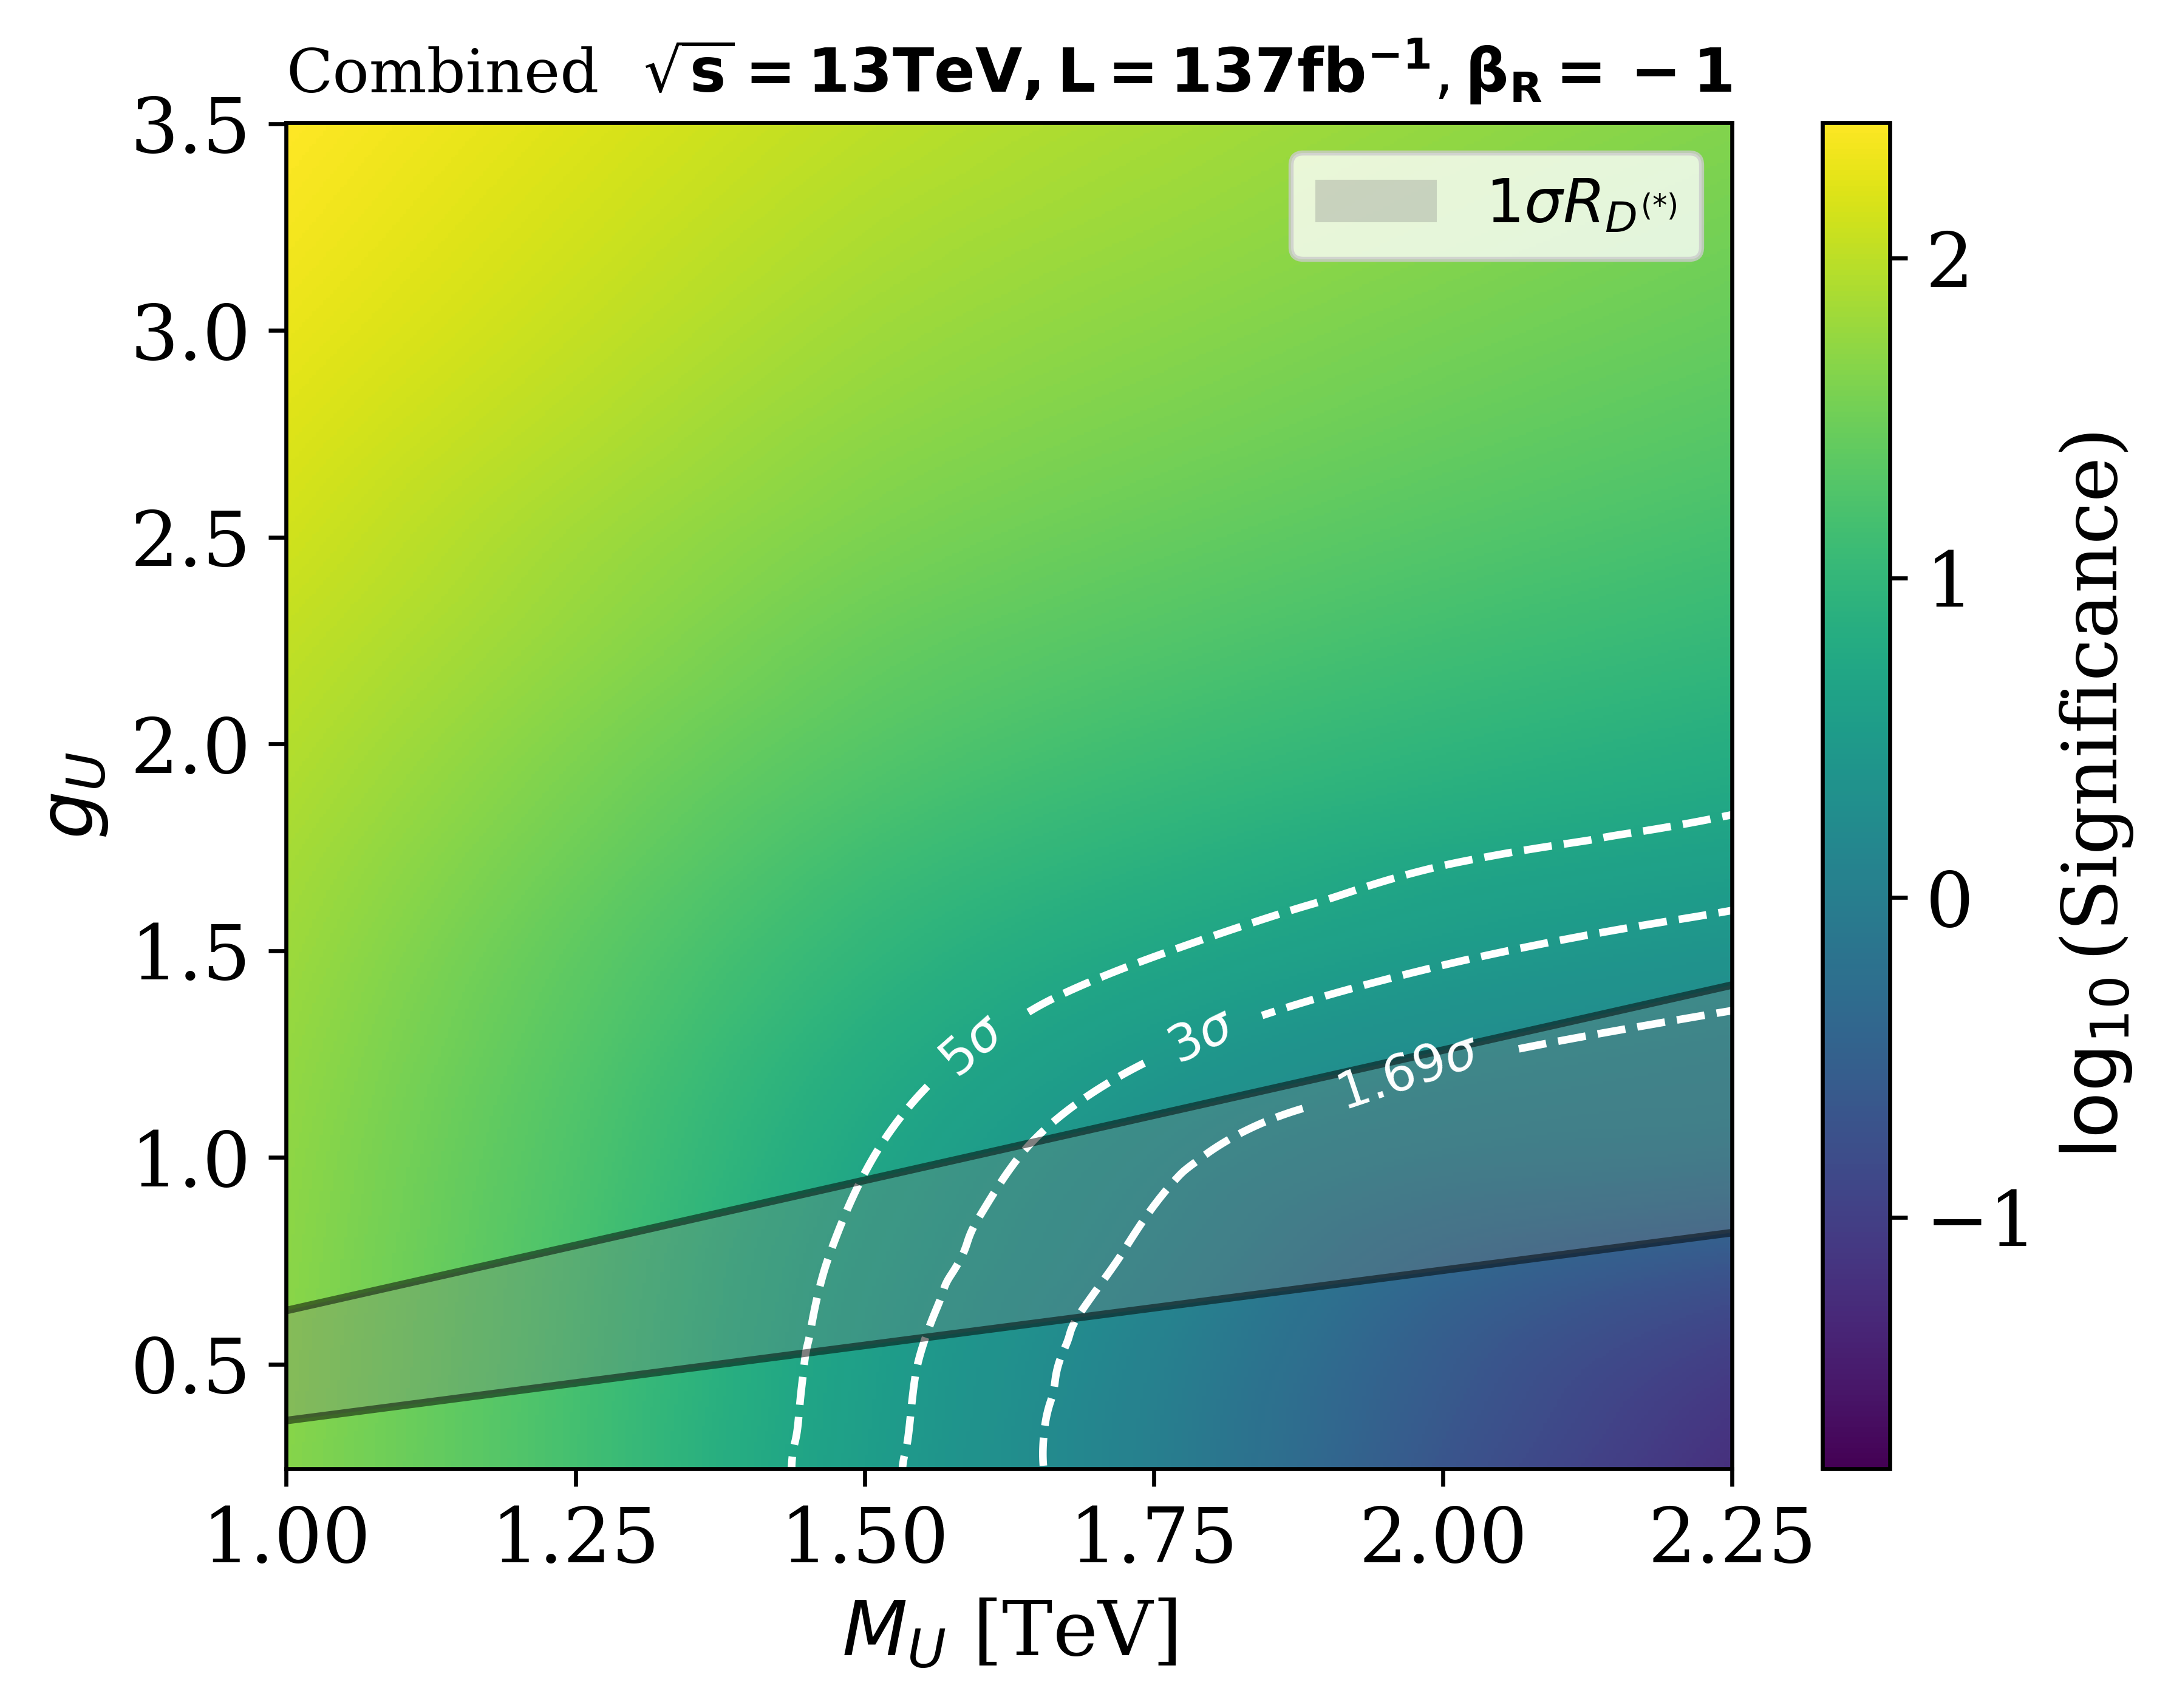 Combined √s = 13TeV, L = 137fb⁻¹, β_R = −1
3.5
3.0
2.5
2.0
1.5
1.0
0.5
g_U
1σR_D(*)
5σ
3σ
1.69σ
1.00 1.25 1.50 1.75 2.00 2.25
M_U [TeV]
2
1
0
−1
log₁₀ (Significance)